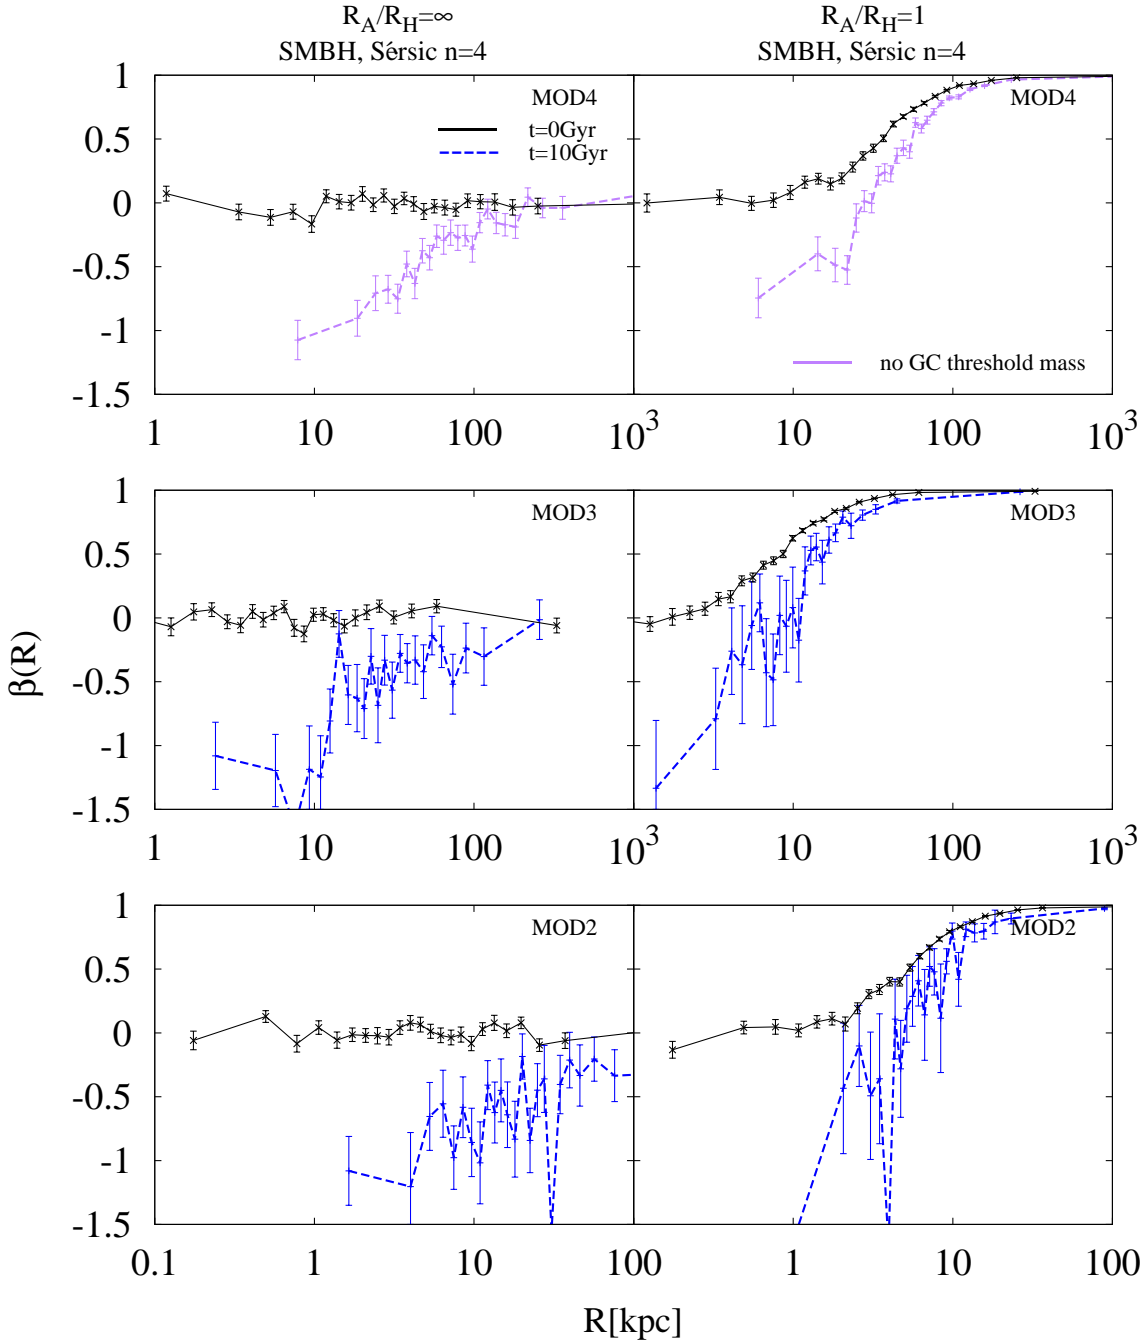 R_A/R_H=∞
SMBH, Sérsic n=4
R_A/R_H=1
SMBH, Sérsic n=4
1
0.5
0
-0.5
-1
-1.5
MOD4
t=0Gyr
t=10Gyr
MOD4
no GC threshold mass
1 10 100 10^3 10 100 10^3
1
0.5
0
-0.5
-1
-1.5
MOD3
MOD3
β(R)
1 10 100 10^3 10 100 10^3
1
0.5
0
-0.5
-1
-1.5
MOD2
MOD2
0.1 1 10 100 1 10 100
R[kpc]